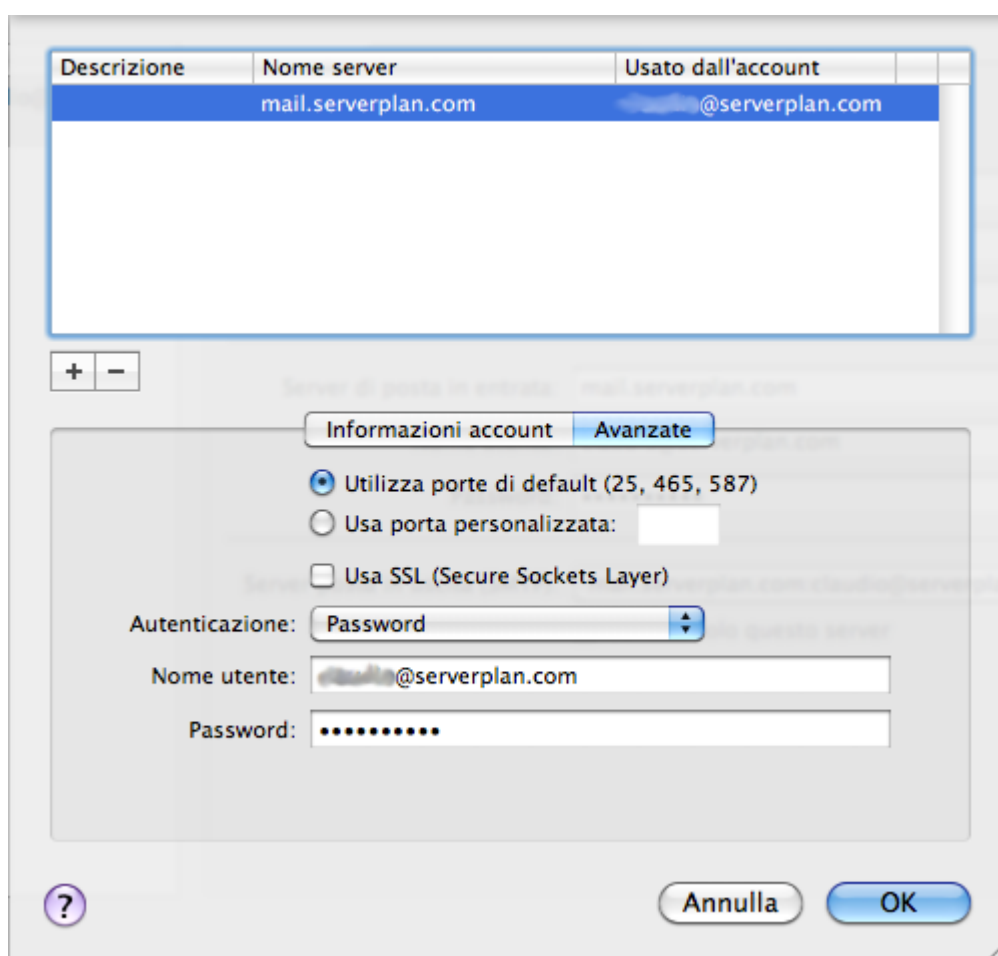 Descrizione Nome server Usato dall'account
mail.serverplan.com @serverplan.com
+ −
Server di posta in entrata: mail.serverplan.com
Informazioni account Avanzate
Utilizza porte di default (25, 465, 587)
Usa porta personalizzata:
Usa SSL (Secure Sockets Layer)
Autenticazione: Password
questo server
Nome utente: @serverplan.com
Password: ••••••••••
? Annulla OK